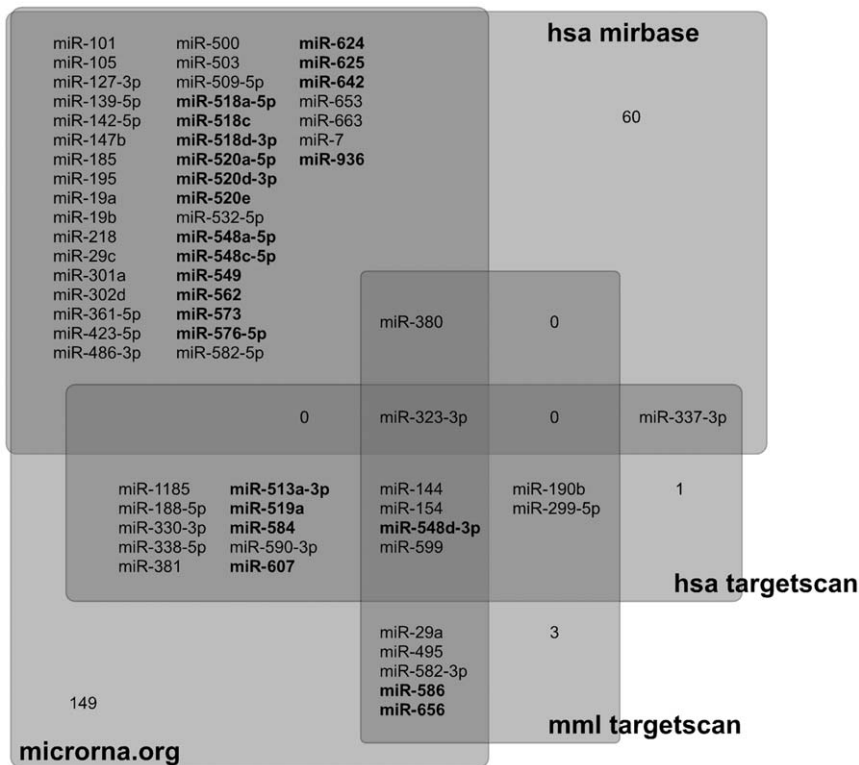 hsa mirbase
miR-101 miR-500 miR-624
miR-105 miR-503 miR-625
miR-127-3p miR-509-5p miR-642
miR-139-5p miR-518a-5p miR-653
miR-142-5p miR-518c miR-663
miR-147b miR-518d-3p miR-7
miR-185 miR-520a-5p miR-936
miR-195 miR-520d-3p
miR-19a miR-520e
miR-19b miR-532-5p
miR-218 miR-548a-5p
miR-29c miR-548c-5p
miR-301a miR-549
miR-302d miR-562
miR-361-5p miR-573
miR-423-5p miR-576-5p
miR-486-3p miR-582-5p
60
miR-380 0
0 miR-323-3p 0 miR-337-3p
miR-1185 miR-513a-3p miR-144 miR-190b 1
miR-188-5p miR-519a miR-154 miR-299-5p
miR-330-3p miR-584 miR-548d-3p
miR-338-5p miR-590-3p miR-599
miR-381 miR-607
hsa targetscan
miR-29a 3
miR-495
miR-582-3p
miR-586
miR-656
149
mml targetscan
microrna.org